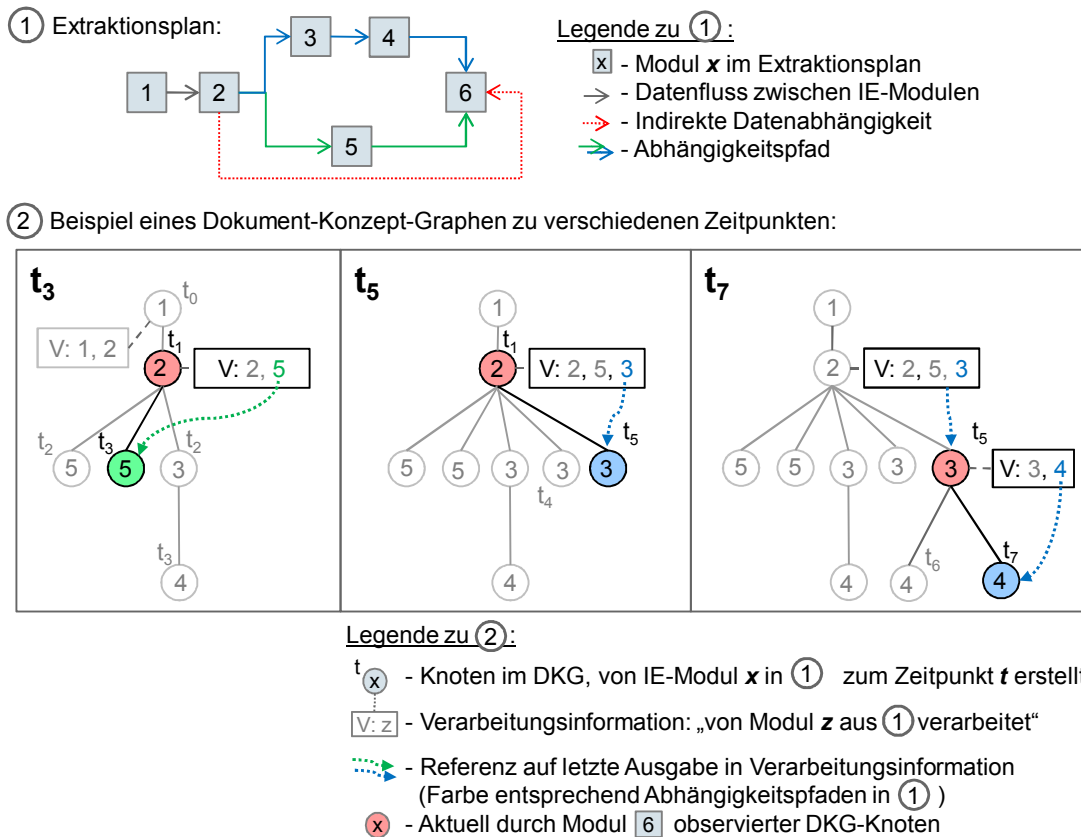 1 Extraktionsplan:
3 4
1 2 6
5
Legende zu 1 :
x - Modul x im Extraktionsplan
- Datenfluss zwischen IE-Modulen
- Indirekte Datenabhängigkeit
- Abhängigkeitspfad
2 Beispiel eines Dokument-Konzept-Graphen zu verschiedenen Zeitpunkten:
t3
1 t0
V: 1, 2
t1
2 V: 2, 5
t2 t3 t2
5 5 3
t3
4
t5
1
t1
2 V: 2, 5, 3
t5
5 5 3 3 3
t4
4
t7
1
2 V: 2, 5, 3
t5
5 5 3 3 3 V: 3, 4
t6 t7
4 4 4
Legende zu 2 :
t x - Knoten im DKG, von IE-Modul x in 1 zum Zeitpunkt t erstellt
V: z - Verarbeitungsinformation: „von Modul z aus 1 verarbeitet“
- Referenz auf letzte Ausgabe in Verarbeitungsinformation
(Farbe entsprechend Abhängigkeitspfaden in 1 )
x - Aktuell durch Modul 6 observierter DKG-Knoten